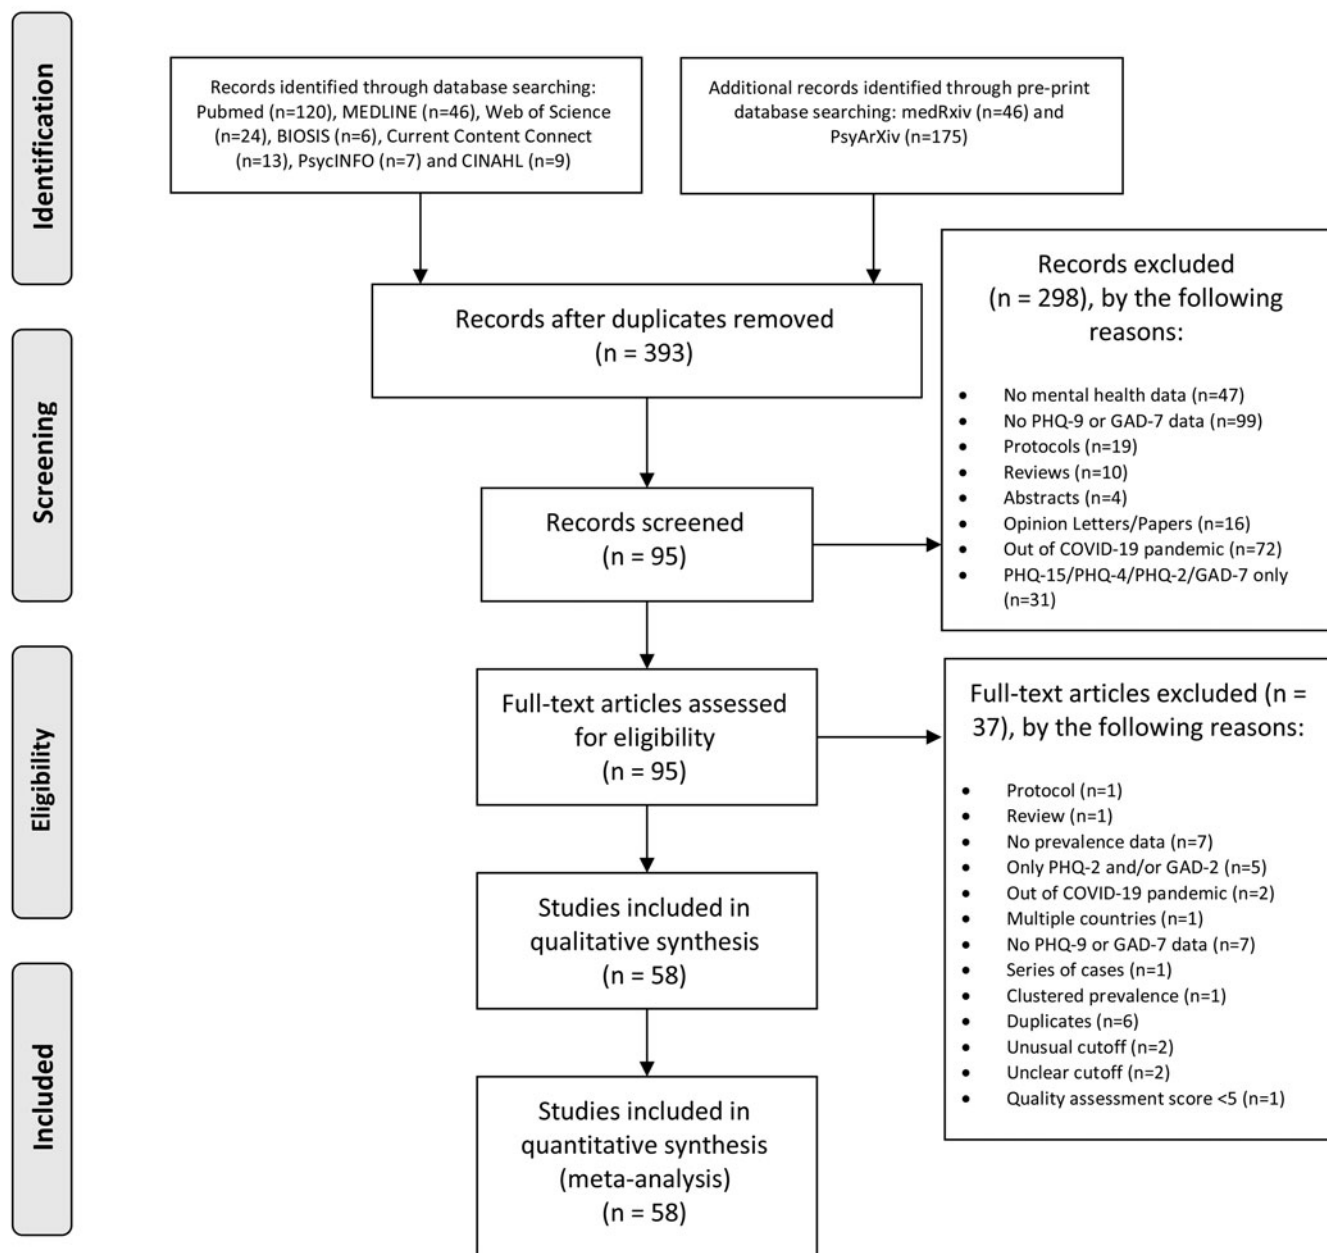 Identification
Records identified through database searching:
Pubmed (n=120), MEDLINE (n=46), Web of Science
(n=24), BIOSIS (n=6), Current Content Connect
(n=13), PsycINFO (n=7) and CINAHL (n=9)
Additional records identified through pre-print
database searching: medRxiv (n=46) and
PsyArXiv (n=175)
Records after duplicates removed
(n = 393)
Screening
Records screened
(n = 95)
Records excluded
(n = 298), by the following
reasons:
• No mental health data (n=47)
• No PHQ-9 or GAD-7 data (n=99)
• Protocols (n=19)
• Reviews (n=10)
• Abstracts (n=4)
• Opinion Letters/Papers (n=16)
• Out of COVID-19 pandemic (n=72)
• PHQ-15/PHQ-4/PHQ-2/GAD-7 only
(n=31)
Eligibility
Full-text articles assessed
for eligibility
(n = 95)
Full-text articles excluded (n =
37), by the following reasons:
• Protocol (n=1)
• Review (n=1)
• No prevalence data (n=7)
• Only PHQ-2 and/or GAD-2 (n=5)
• Out of COVID-19 pandemic (n=2)
• Multiple countries (n=1)
• No PHQ-9 or GAD-7 data (n=7)
• Series of cases (n=1)
• Clustered prevalence (n=1)
• Duplicates (n=6)
• Unusual cutoff (n=2)
• Unclear cutoff (n=2)
• Quality assessment score <5 (n=1)
Studies included in
qualitative synthesis
(n = 58)
Included
Studies included in
quantitative synthesis
(meta-analysis)
(n = 58)